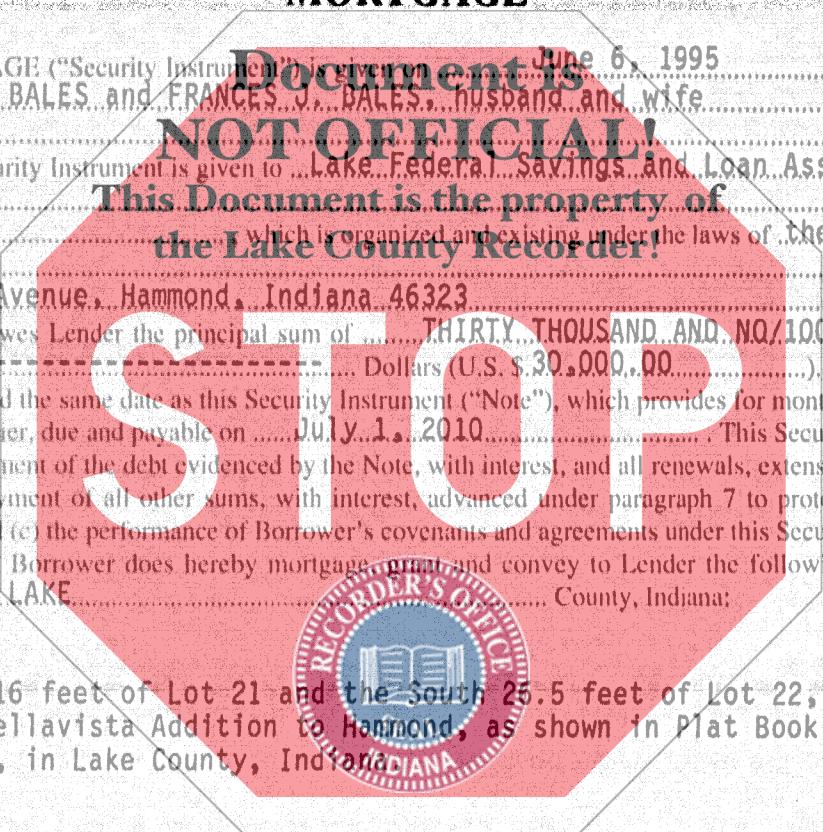 MORTGAGE
AGE ("Security Instrument") is given on June 6, 1995
BALES and FRANCES J. BALES, husband and wife
Document is
NOT OFFICIAL!
This Document is the property of
the Lake County Recorder!
urity Instrument is given to Lake Federal Savings and Loan Ass
which is organized and existing under the laws of the
Avenue, Hammond, Indiana 46323
wes Lender the principal sum of THIRTY THOUSAND AND NO/100
---------------------- Dollars (U.S. $ 30,000.00 ).
d the same date as this Security Instrument ("Note"), which provides for mont
ier, due and payable on July 1, 2010 . This Secu
ment of the debt evidenced by the Note, with interest, and all renewals, extens
yment of all other sums, with interest, advanced under paragraph 7 to prote
d (c) the performance of Borrower's covenants and agreements under this Secu
Borrower does hereby mortgage, grant and convey to Lender the follow
LAKE County, Indiana:
STOP
RECORDER'S OFFICE
INDIANA
16 feet of Lot 21 and the South 26.5 feet of Lot 22,
ellavista Addition to Hammond, as shown in Plat Book
, in Lake County, Indiana